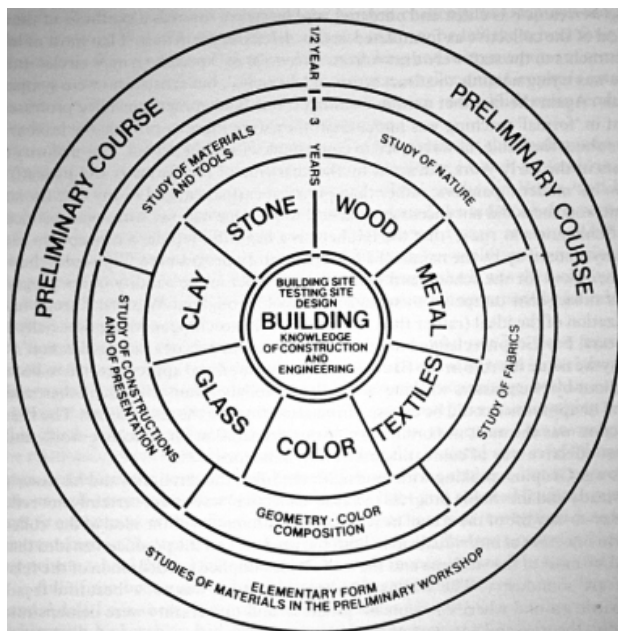 PRELIMINARY COURSE
1/2 YEAR
PRELIMINARY COURSE
3
YEARS
STUDY OF MATERIALS
AND TOOLS
STUDY OF NATURE
STUDY OF FABRICS
STUDY OF CONSTRUCTIONS
AND OF PRESENTATION
GEOMETRY · COLOR
COMPOSITION
CLAY
STONE
WOOD
METAL
TEXTILES
COLOR
GLASS
BUILDING SITE
TESTING SITE
DESIGN
BUILDING
KNOWLEDGE
OF CONSTRUCTION
AND
ENGINEERING
ELEMENTARY FORM
STUDIES OF MATERIALS IN THE PRELIMINARY WORKSHOP